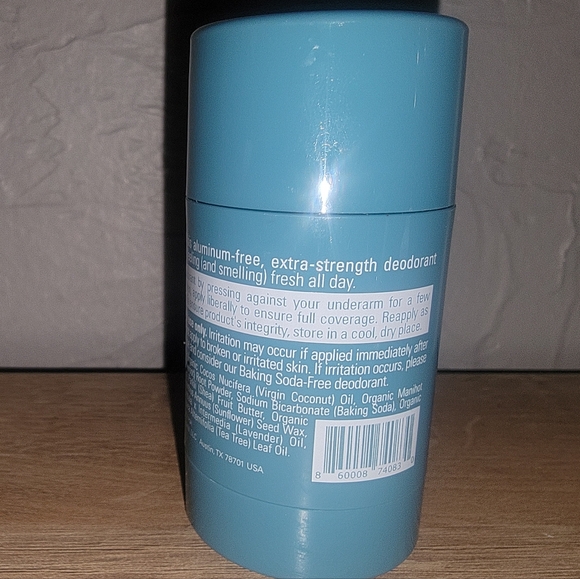 aluminum-free, extra-strength deodorant
(and smelling) fresh all day.
by pressing against your underarm for a few
liberally to ensure full coverage. Reapply as
product's integrity, store in a cool, dry place.
only. Irritation may occur if applied immediately after
to broken or irritated skin. If irritation occurs, please
consider our Baking Soda-Free deodorant.
Cocos Nucifera (Virgin Coconut) Oil, Organic Manihot
Root Powder, Sodium Bicarbonate (Baking Soda), Organic
Fruit Butter, Organic
(Sunflower) Seed Wax,
Intermedia (Lavender) Oil,
(Tea Tree) Leaf Oil.
Austin, TX 78701 USA
8 60008 74083